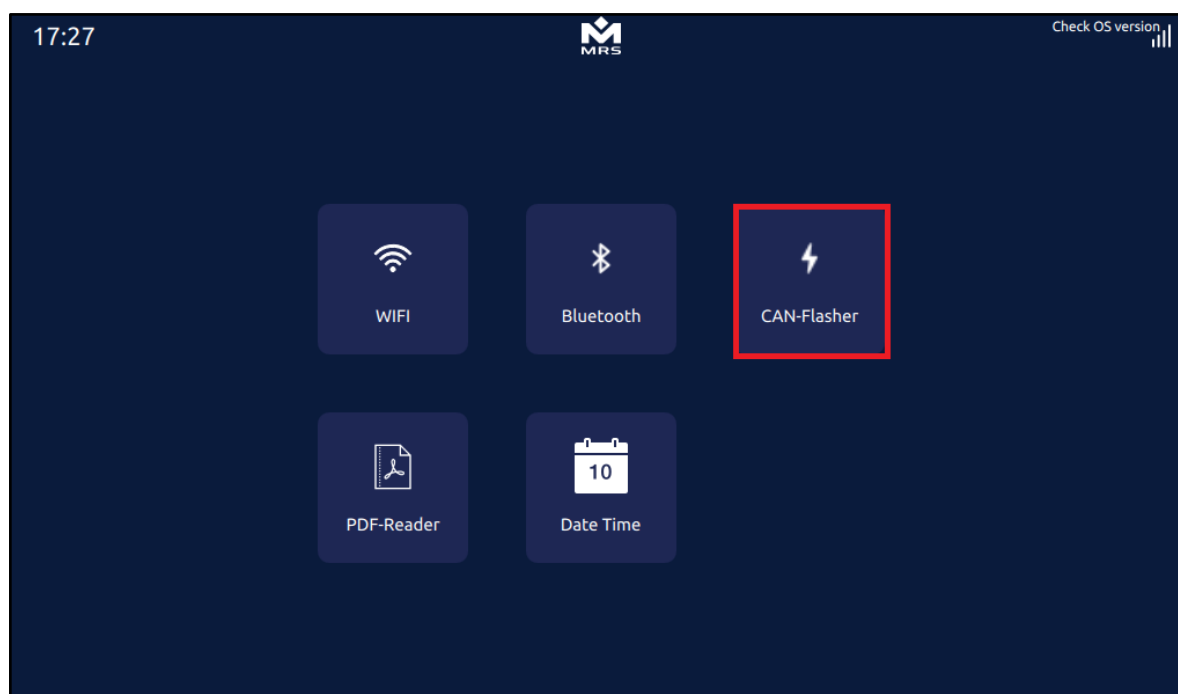 17:27
MRS
Check OS version
WIFI
Bluetooth
CAN-Flasher
PDF-Reader
10
Date Time